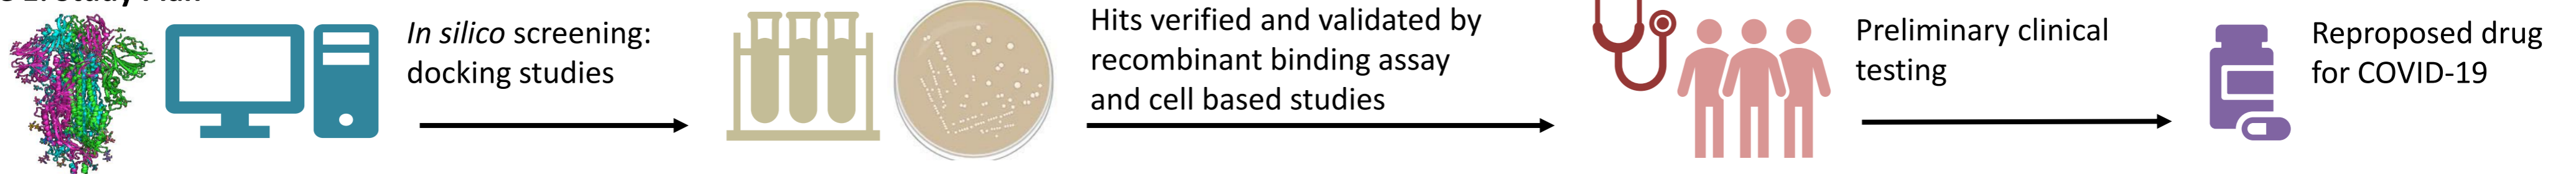 In silico screening:
docking studies
Hits verified and validated by
recombinant binding assay
and cell based studies
Preliminary clinical
testing
Reproposed drug
for COVID-19